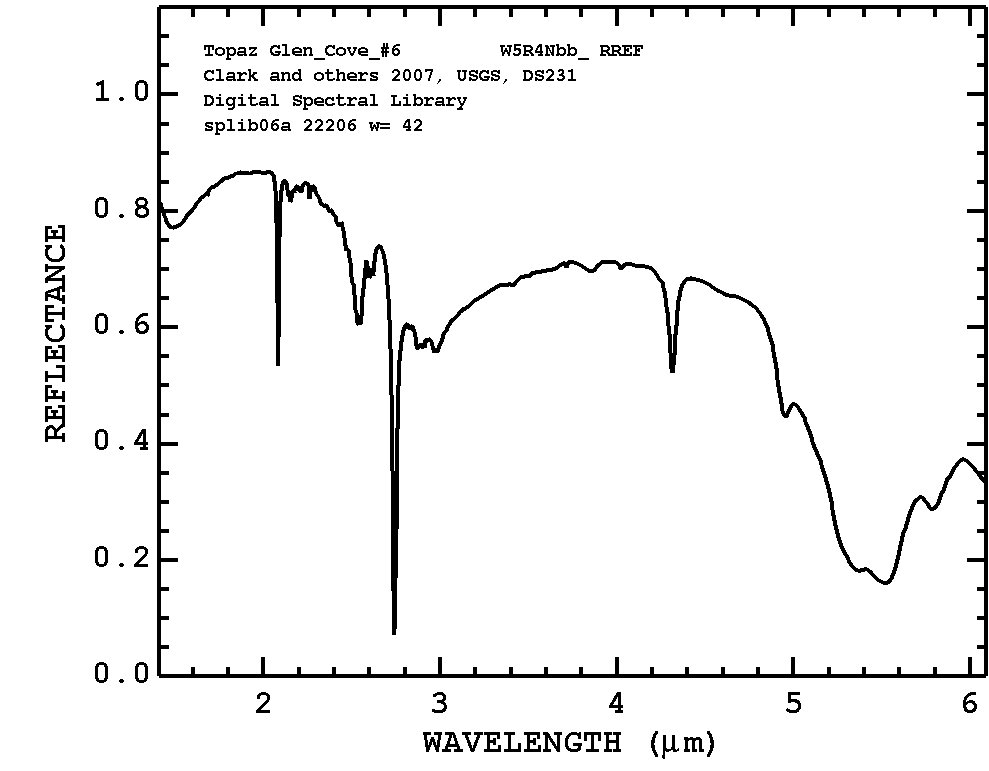 Topaz Glen_Cove_#6 W5R4Nbb_ RREF
Clark and others 2007, USGS, DS231
Digital Spectral Library
splib06a 22206 w= 42
1.0
0.8
0.6
0.4
0.2
0.0
REFLECTANCE
2 3 4 5 6
WAVELENGTH (μm)